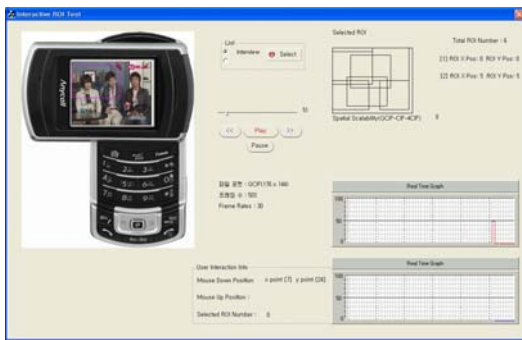 Interactive ROI Test
Anycall
List
Interview
Select
50
<<
Play
>>
Pause
파일 포맷 : QCIF(176 x 144)
프레임 수 : 500
Frame Rates : 30
User Interaction Info
Mouse Down Position
x point [7] y point [26]
Mouse Up Position :
Selected ROI Number :
Selected ROI
Total ROI Number : 6
[1] ROI X Pos: 0 ROI Y Pos: 0
[2] ROI X Pos: 5 ROI Y Pos: 5
Spatial Scalability(QCIF-CIF-4CIF)
Real Time Graph
100
50
0
Real Time Graph
100
50
0